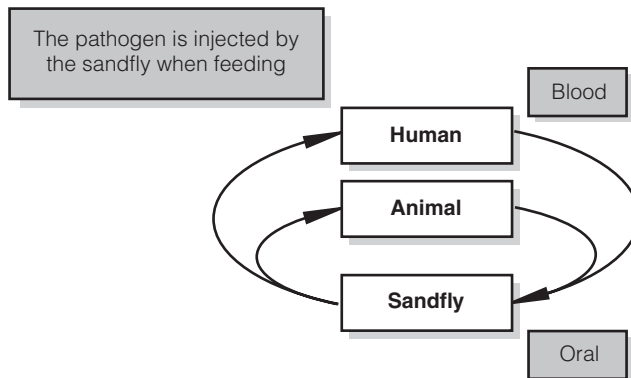 The pathogen is injected by
the sandfly when feeding
Blood
Human
Animal
Sandfly
Oral